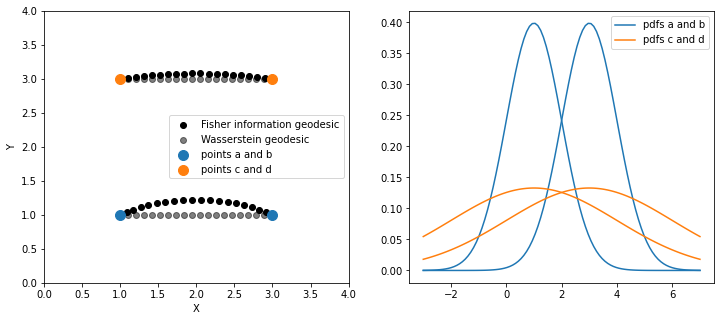 4.0
3.5
3.0
2.5
2.0
1.5
1.0
0.5
0.0
Y
0.0 0.5 1.0 1.5 2.0 2.5 3.0 3.5 4.0
X
Fisher information geodesic
Wasserstein geodesic
points a and b
points c and d
0.40
0.35
0.30
0.25
0.20
0.15
0.10
0.05
0.00
−2 0 2 4 6
pdfs a and b
pdfs c and d